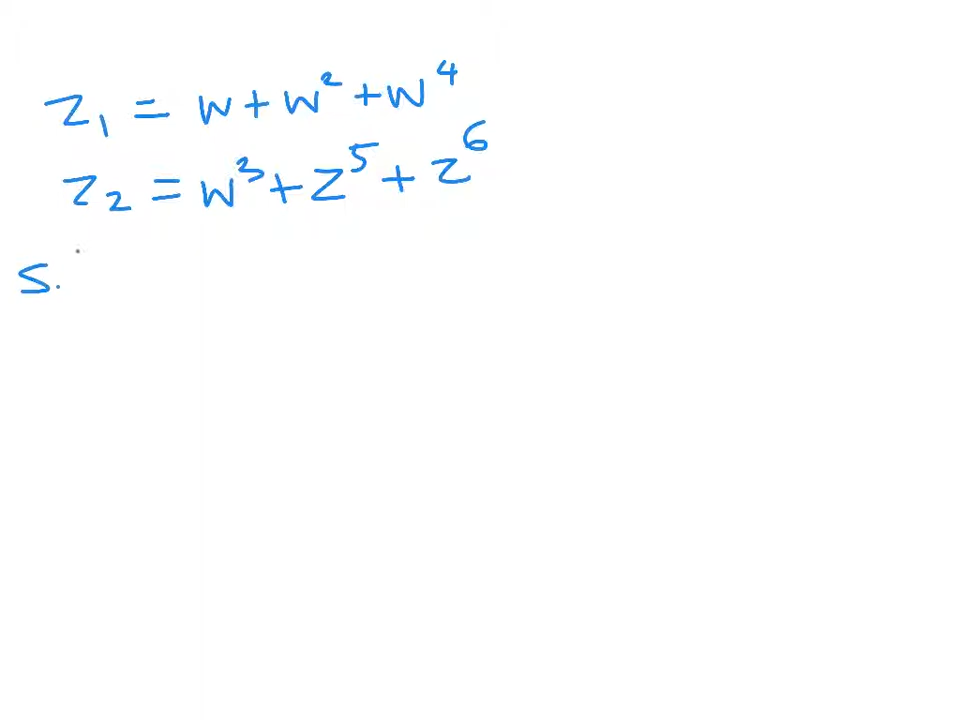 z₁ = w + w² + w⁴
z₂ = w³ + z⁵ + z⁶
S.